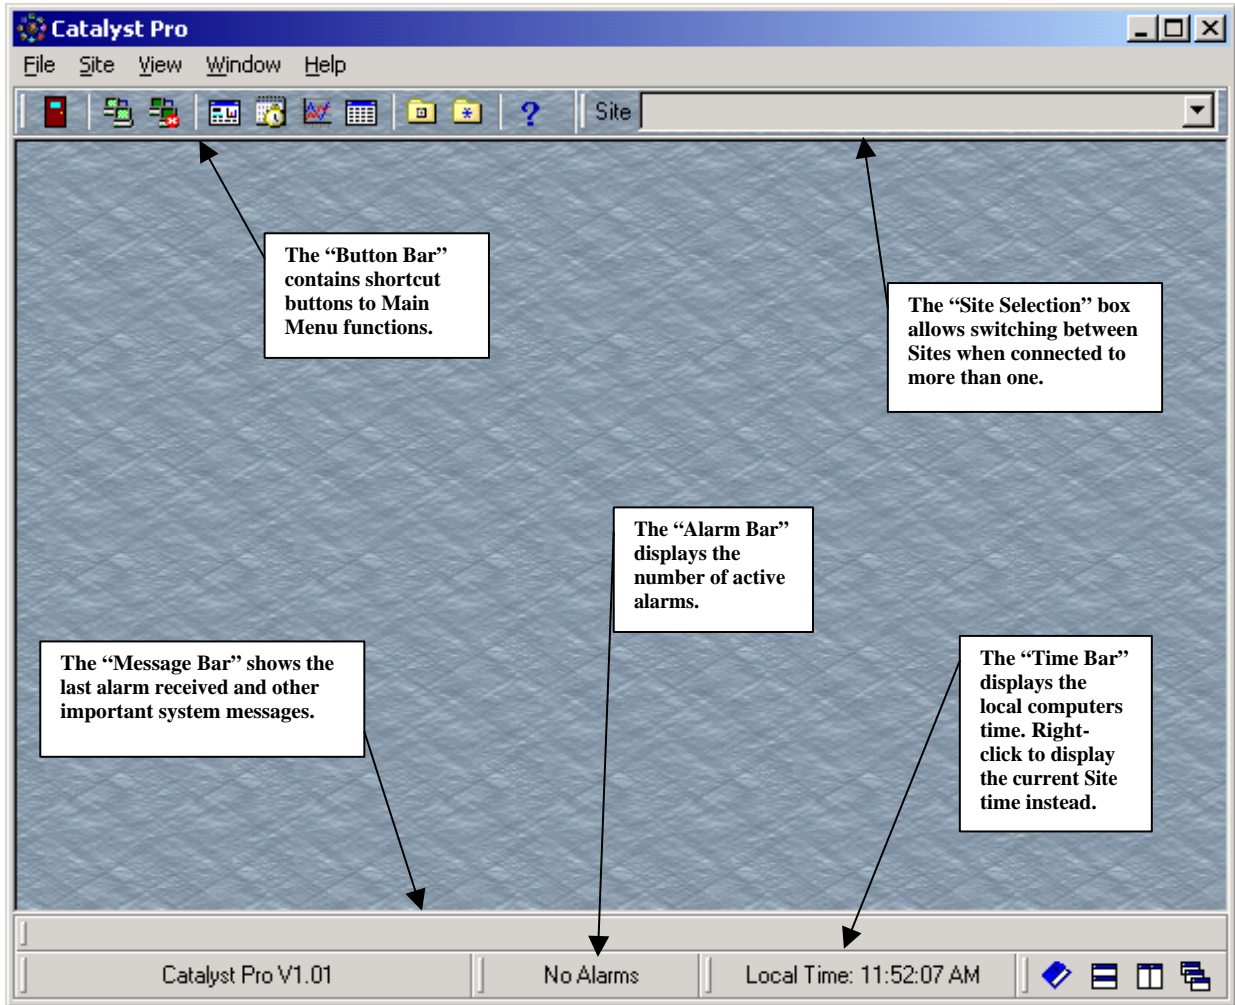 Catalyst Pro
File Site View Window Help
Site
The “Button Bar”
contains shortcut
buttons to Main
Menu functions.
The “Site Selection” box
allows switching between
Sites when connected to
more than one.
The “Alarm Bar”
displays the
number of active
alarms.
The “Message Bar” shows the
last alarm received and other
important system messages.
The “Time Bar”
displays the
local computers
time. Right-
click to display
the current Site
time instead.
Catalyst Pro V1.01
No Alarms
Local Time: 11:52:07 AM